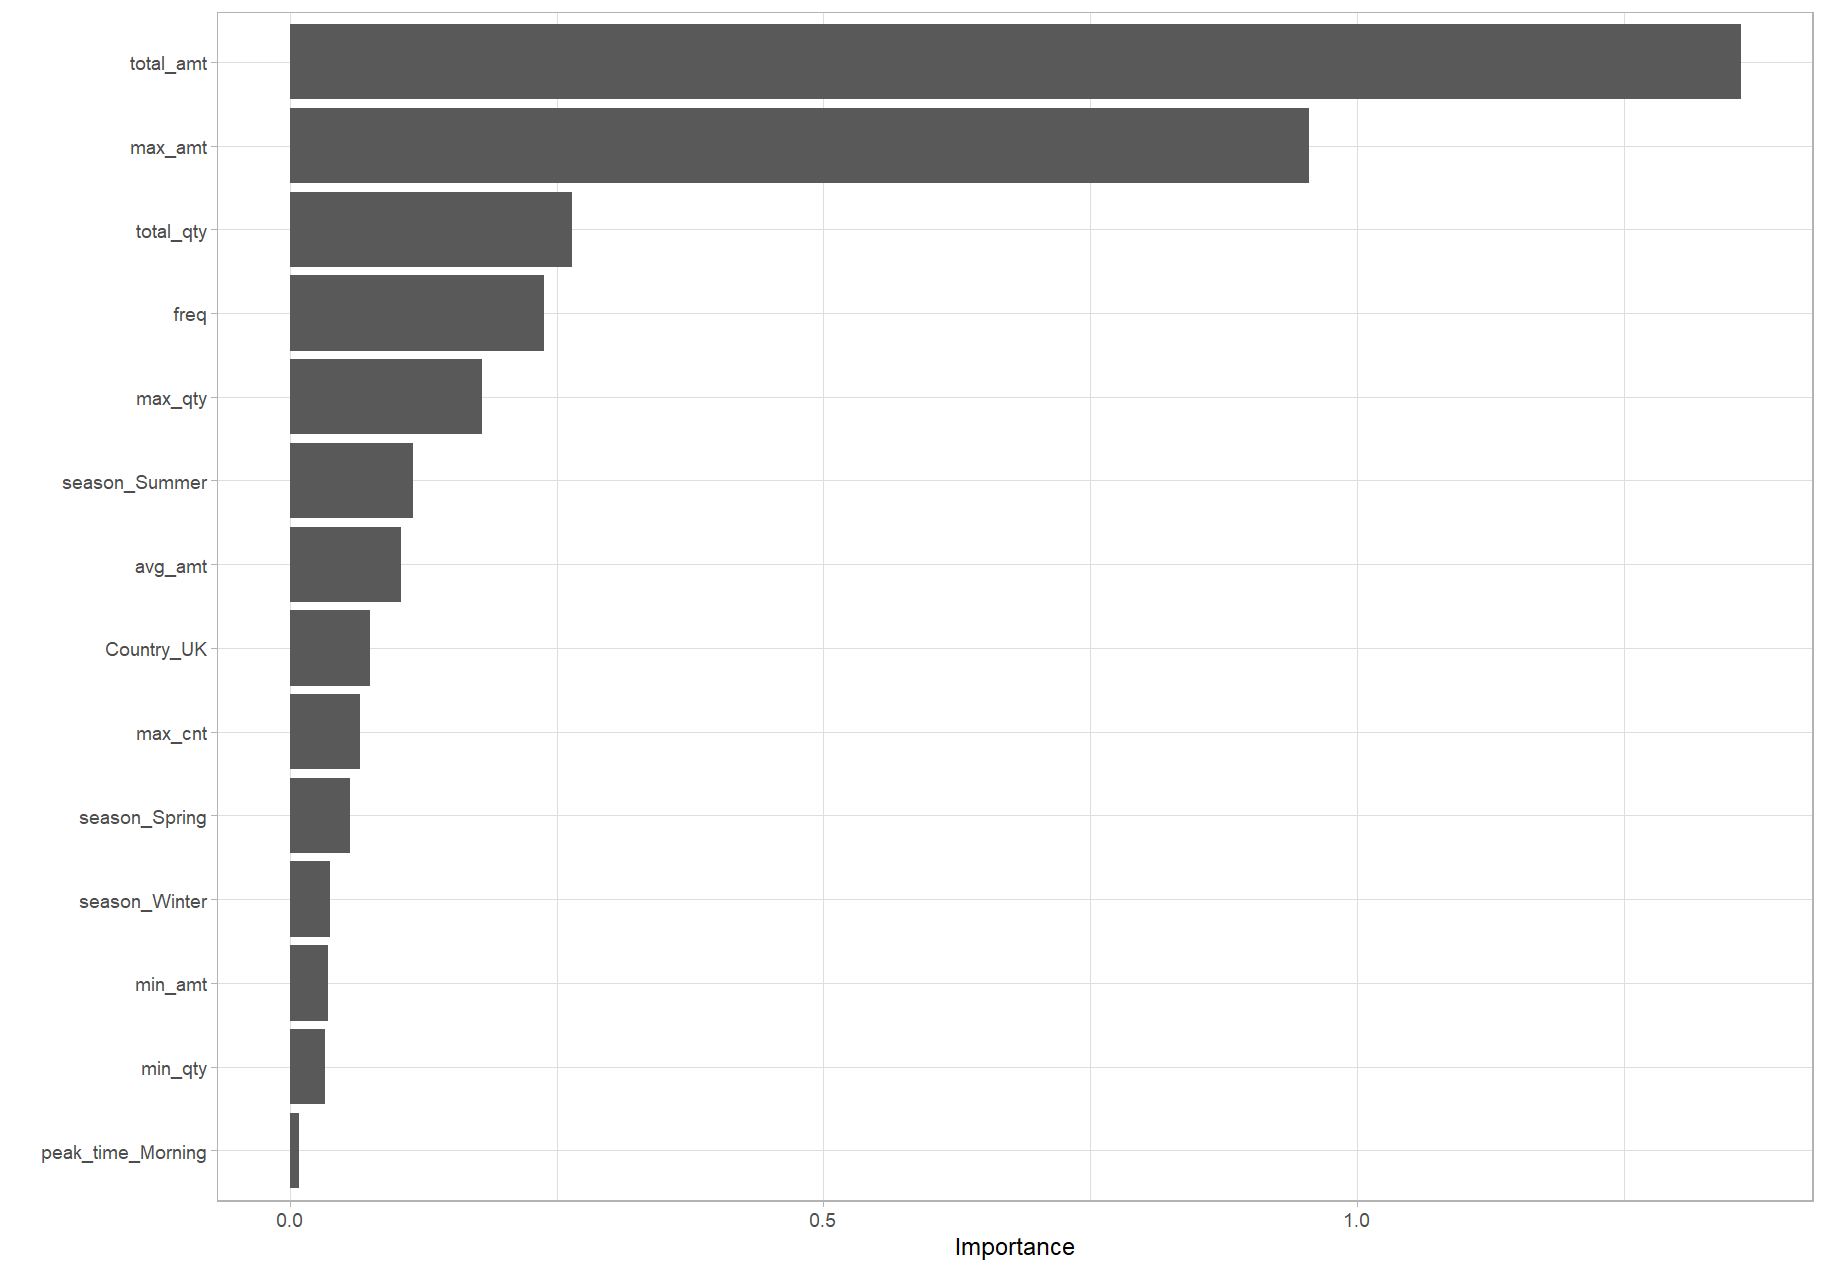 total_amt
max_amt
total_qty
freq
max_qty
season_Summer
avg_amt
Country_UK
max_cnt
season_Spring
season_Winter
min_amt
min_qty
peak_time_Morning
0.0 0.5 1.0
Importance